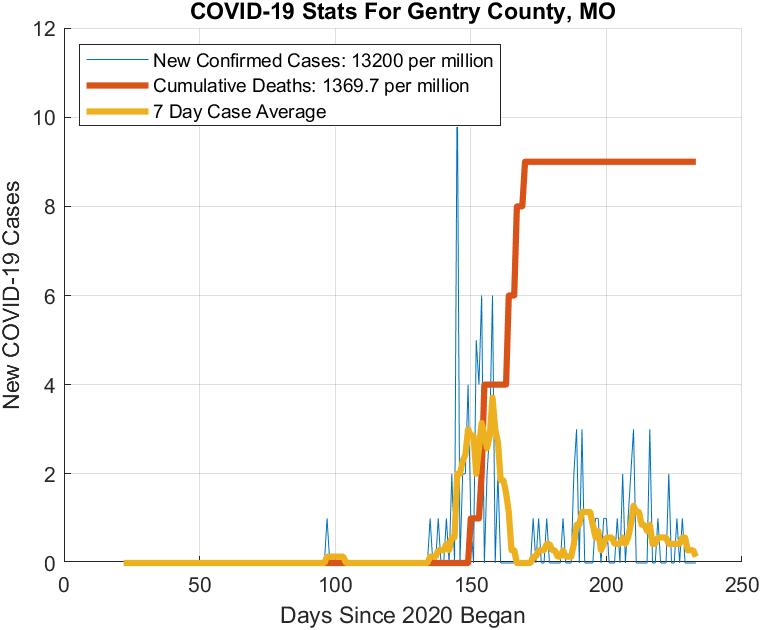 COVID-19 Stats For Gentry County, MO
New Confirmed Cases: 13200 per million
Cumulative Deaths: 1369.7 per million
7 Day Case Average
New COVID-19 Cases
12
10
8
6
4
2
0
0 50 100 150 200 250
Days Since 2020 Began